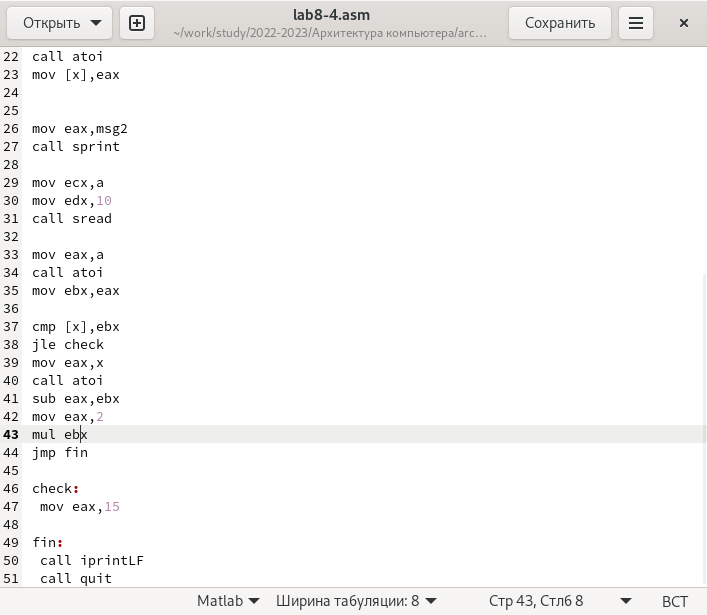 Открыть
lab8-4.asm
~/work/study/2022-2023/Архитектура компьютера/arc...
Сохранить
22 call atoi
23 mov [x],eax
24
25
26 mov eax,msg2
27 call sprint
28
29 mov ecx,a
30 mov edx,10
31 call sread
32
33 mov eax,a
34 call atoi
35 mov ebx,eax
36
37 cmp [x],ebx
38 jle check
39 mov eax,x
40 call atoi
41 sub eax,ebx
42 mov eax,2
43 mul ebx
44 jmp fin
45
46 check:
47  mov eax,15
48
49 fin:
50  call iprintLF
51  call quit
Matlab Ширина табуляции: 8 Стр 43, Стлб 8 ВСТ